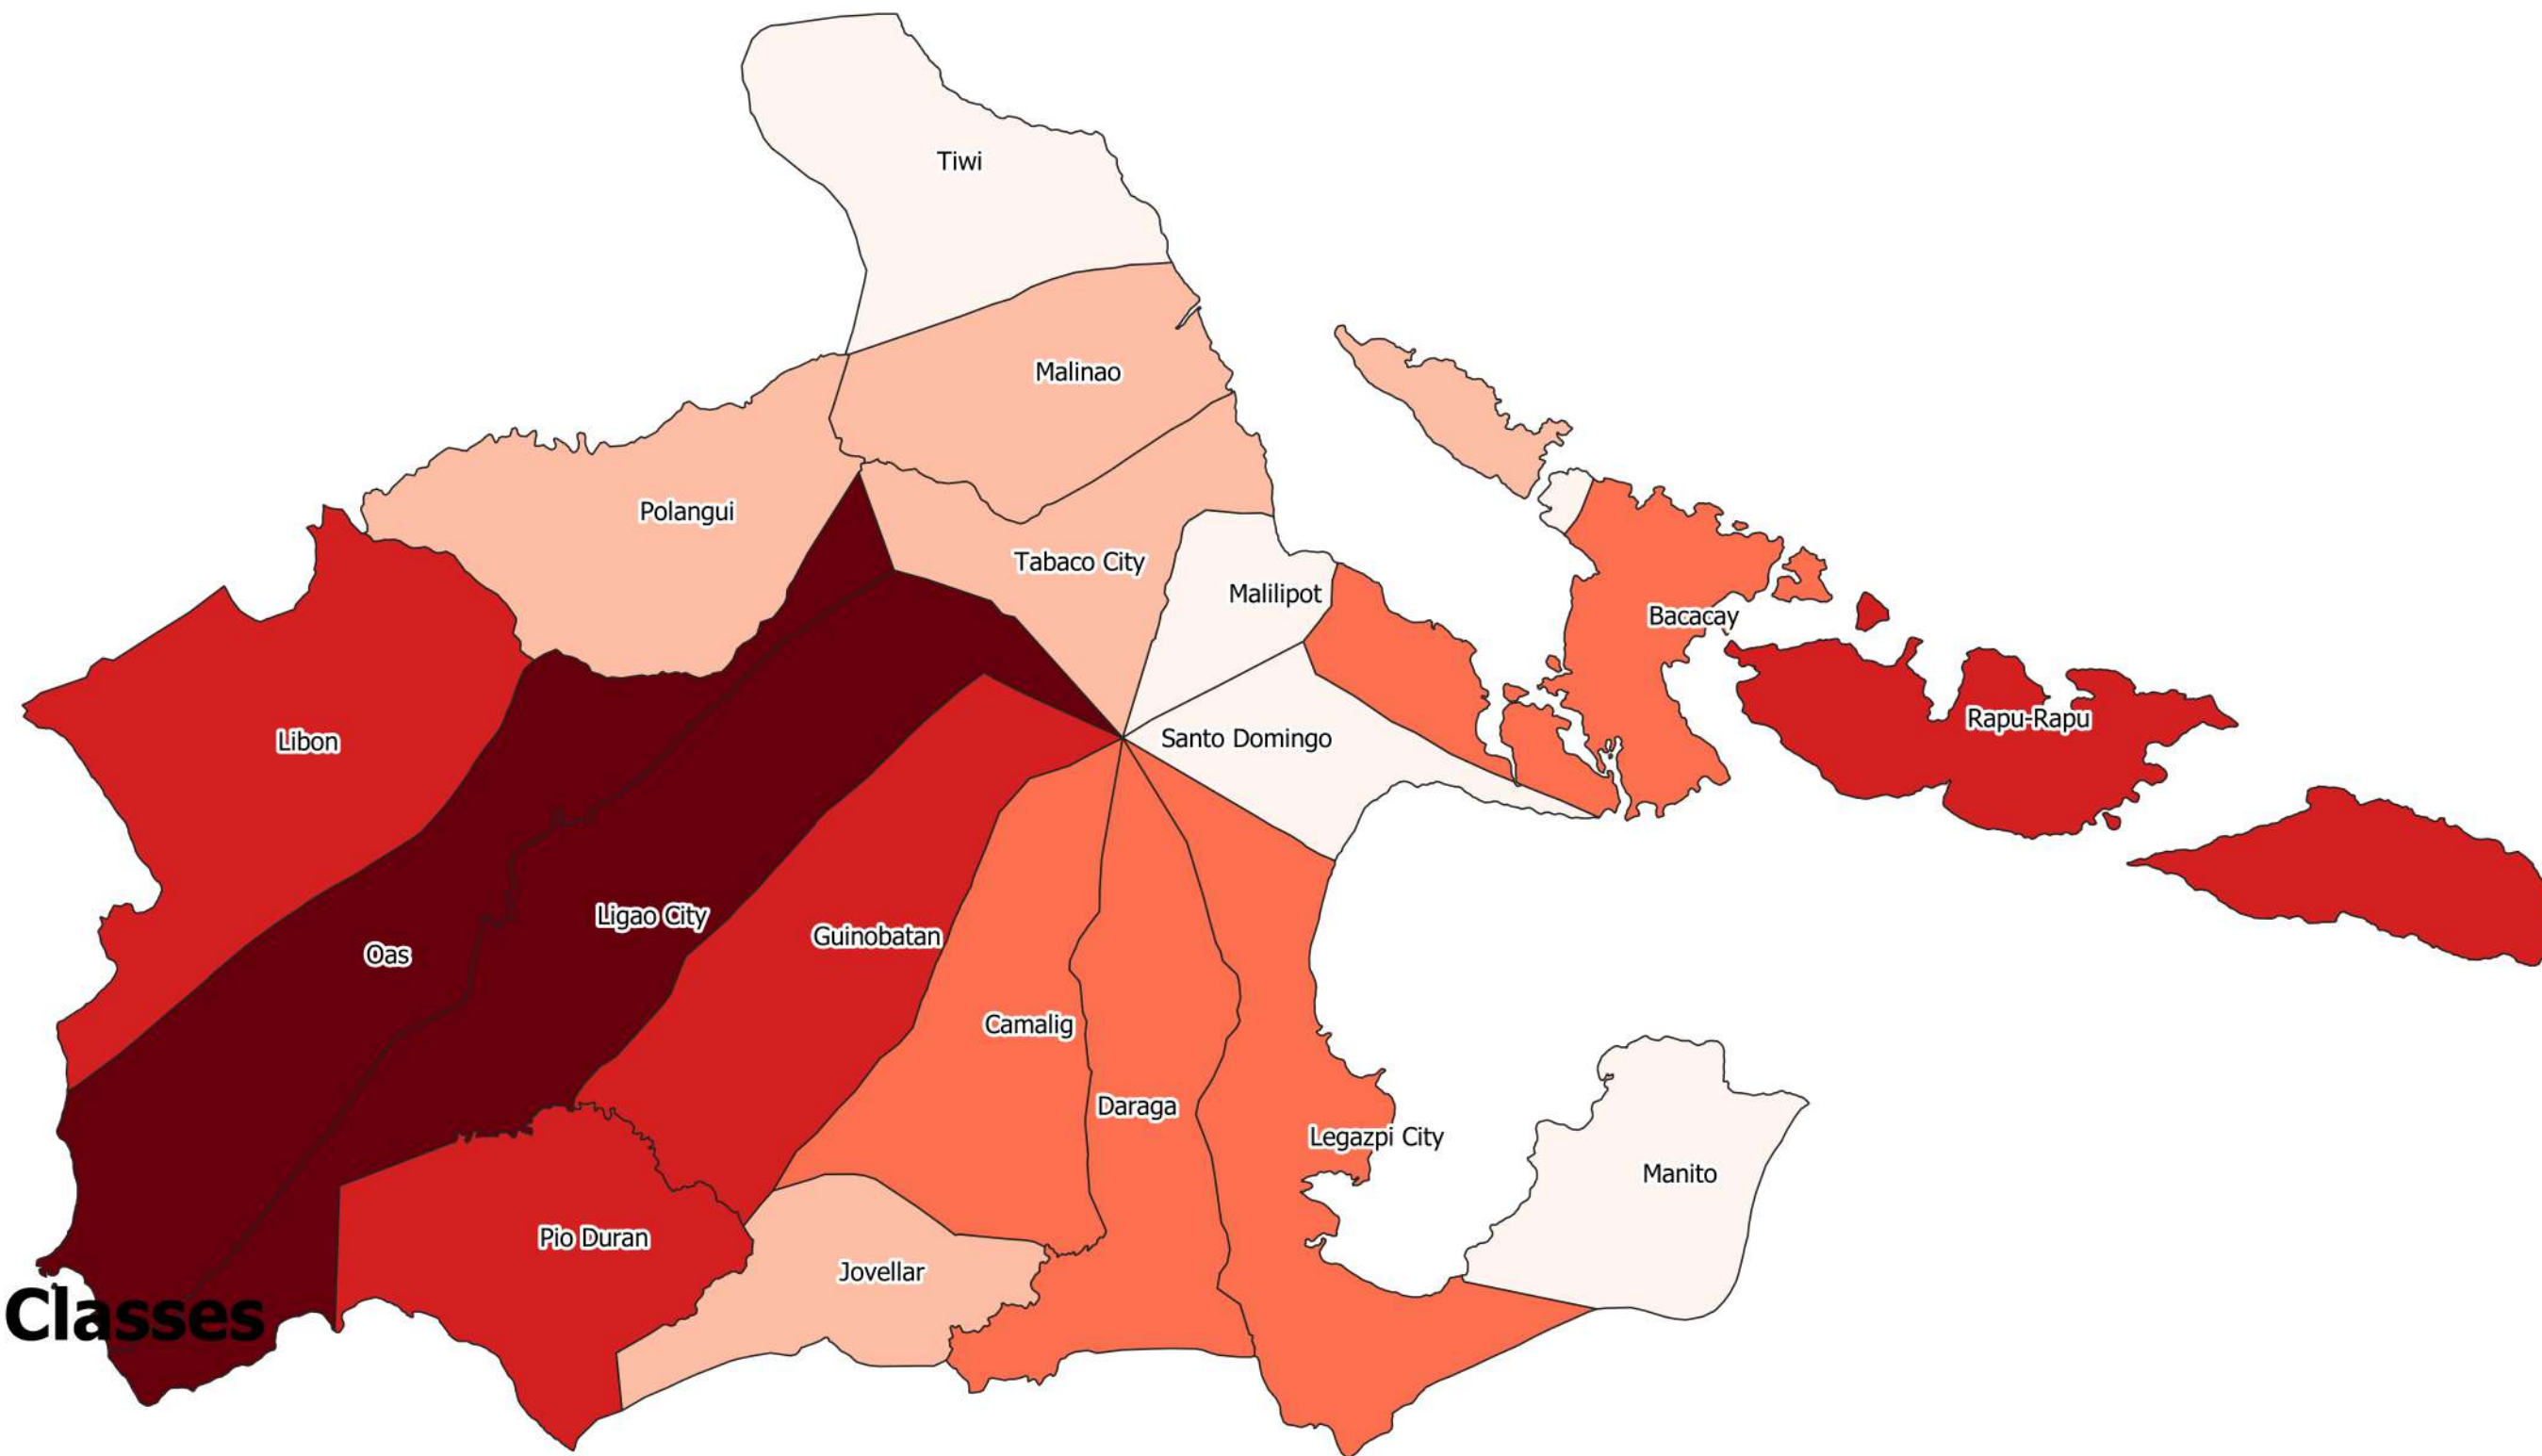 Tiwi
Malinao
Polangui
Tabaco City
Malilipot
Bacacay
Rapu-Rapu
Santo Domingo
Libon
Ligao City
Guinobatan
Oas
Camalig
Daraga
Legazpi City
Manito
Pio Duran
Jovellar
Classes